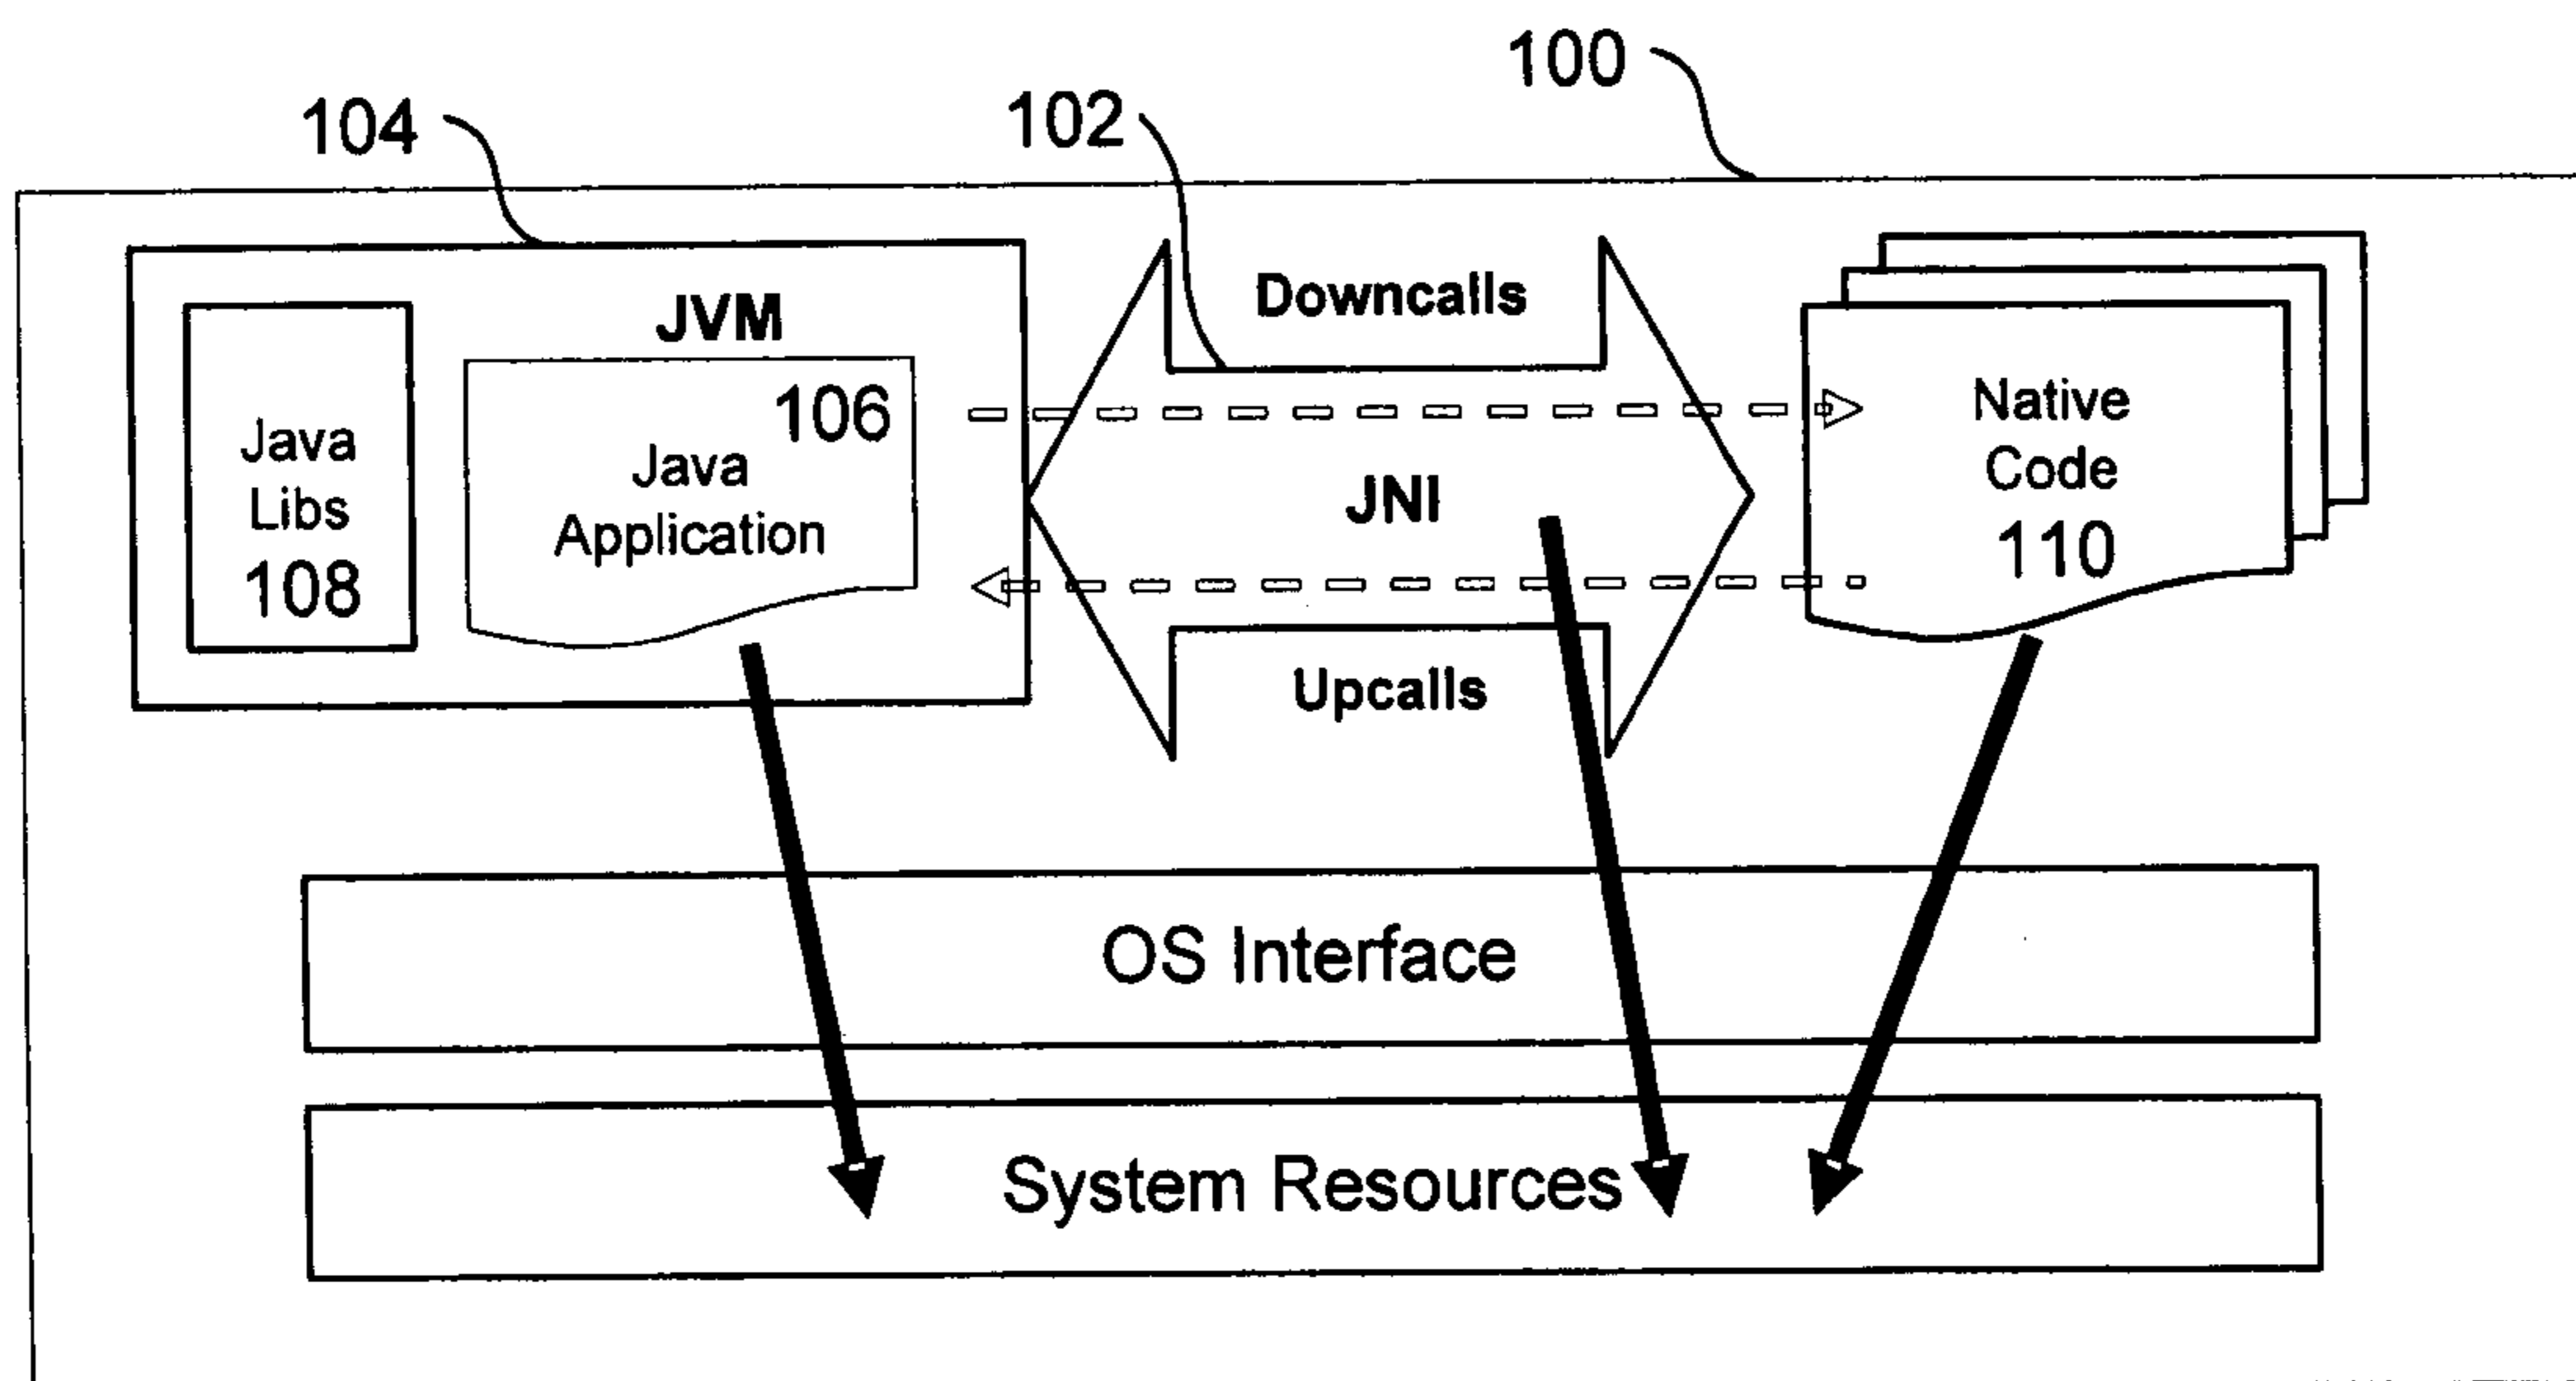 100
104
102
Downcalls
JVM
106
Java
Libs
108
Java
Application
JNI
Native
Code
110
Upcalls
OS Interface
System Resources